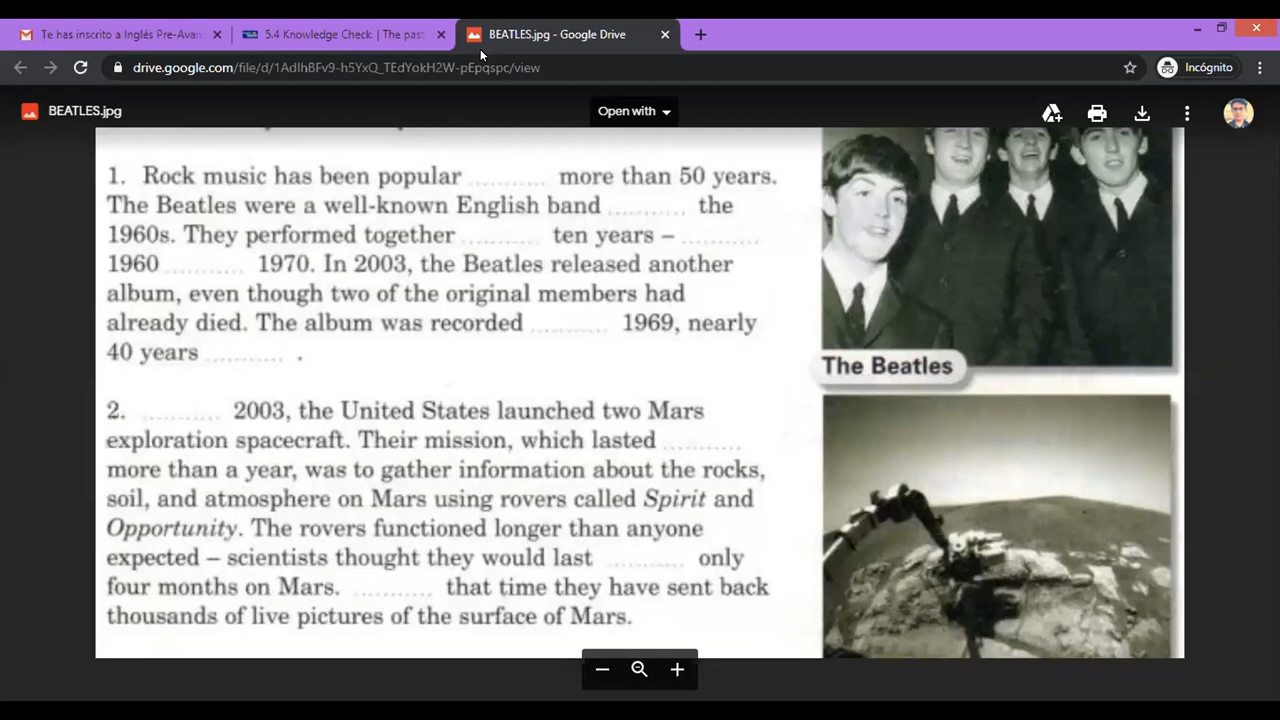 Te has inscrito a Inglés Pre-Avan
5.4 Knowledge Check. | The past
BEATLES.jpg - Google Drive
drive.google.com/file/d/1AdIhBFv9-h5YxQ_TEdYokH2W-pEpqspc/view
Incógnito
BEATLES.jpg
Open with
1. Rock music has been popular .......... more than 50 years.
The Beatles were a well-known English band .......... the
1960s. They performed together .......... ten years – ..........
1960 .......... 1970. In 2003, the Beatles released another
album, even though two of the original members had
already died. The album was recorded .......... 1969, nearly
40 years .......... .
The Beatles
2. .......... 2003, the United States launched two Mars
exploration spacecraft. Their mission, which lasted ..........
more than a year, was to gather information about the rocks,
soil, and atmosphere on Mars using rovers called Spirit and
Opportunity. The rovers functioned longer than anyone
expected – scientists thought they would last .......... only
four months on Mars. .......... that time they have sent back
thousands of live pictures of the surface of Mars.